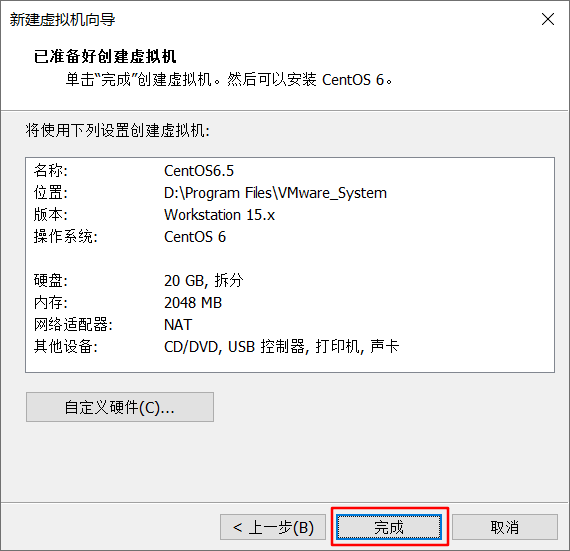 新建虚拟机向导
已准备好创建虚拟机
单击“完成”创建虚拟机。然后可以安装 CentOS 6。
将使用下列设置创建虚拟机:
名称: CentOS6.5
位置: D:\Program Files\VMware_System
版本: Workstation 15.x
操作系统: CentOS 6
硬盘: 20 GB, 拆分
内存: 2048 MB
网络适配器: NAT
其他设备: CD/DVD, USB 控制器, 打印机, 声卡
自定义硬件(C)...
< 上一步(B) 完成 取消